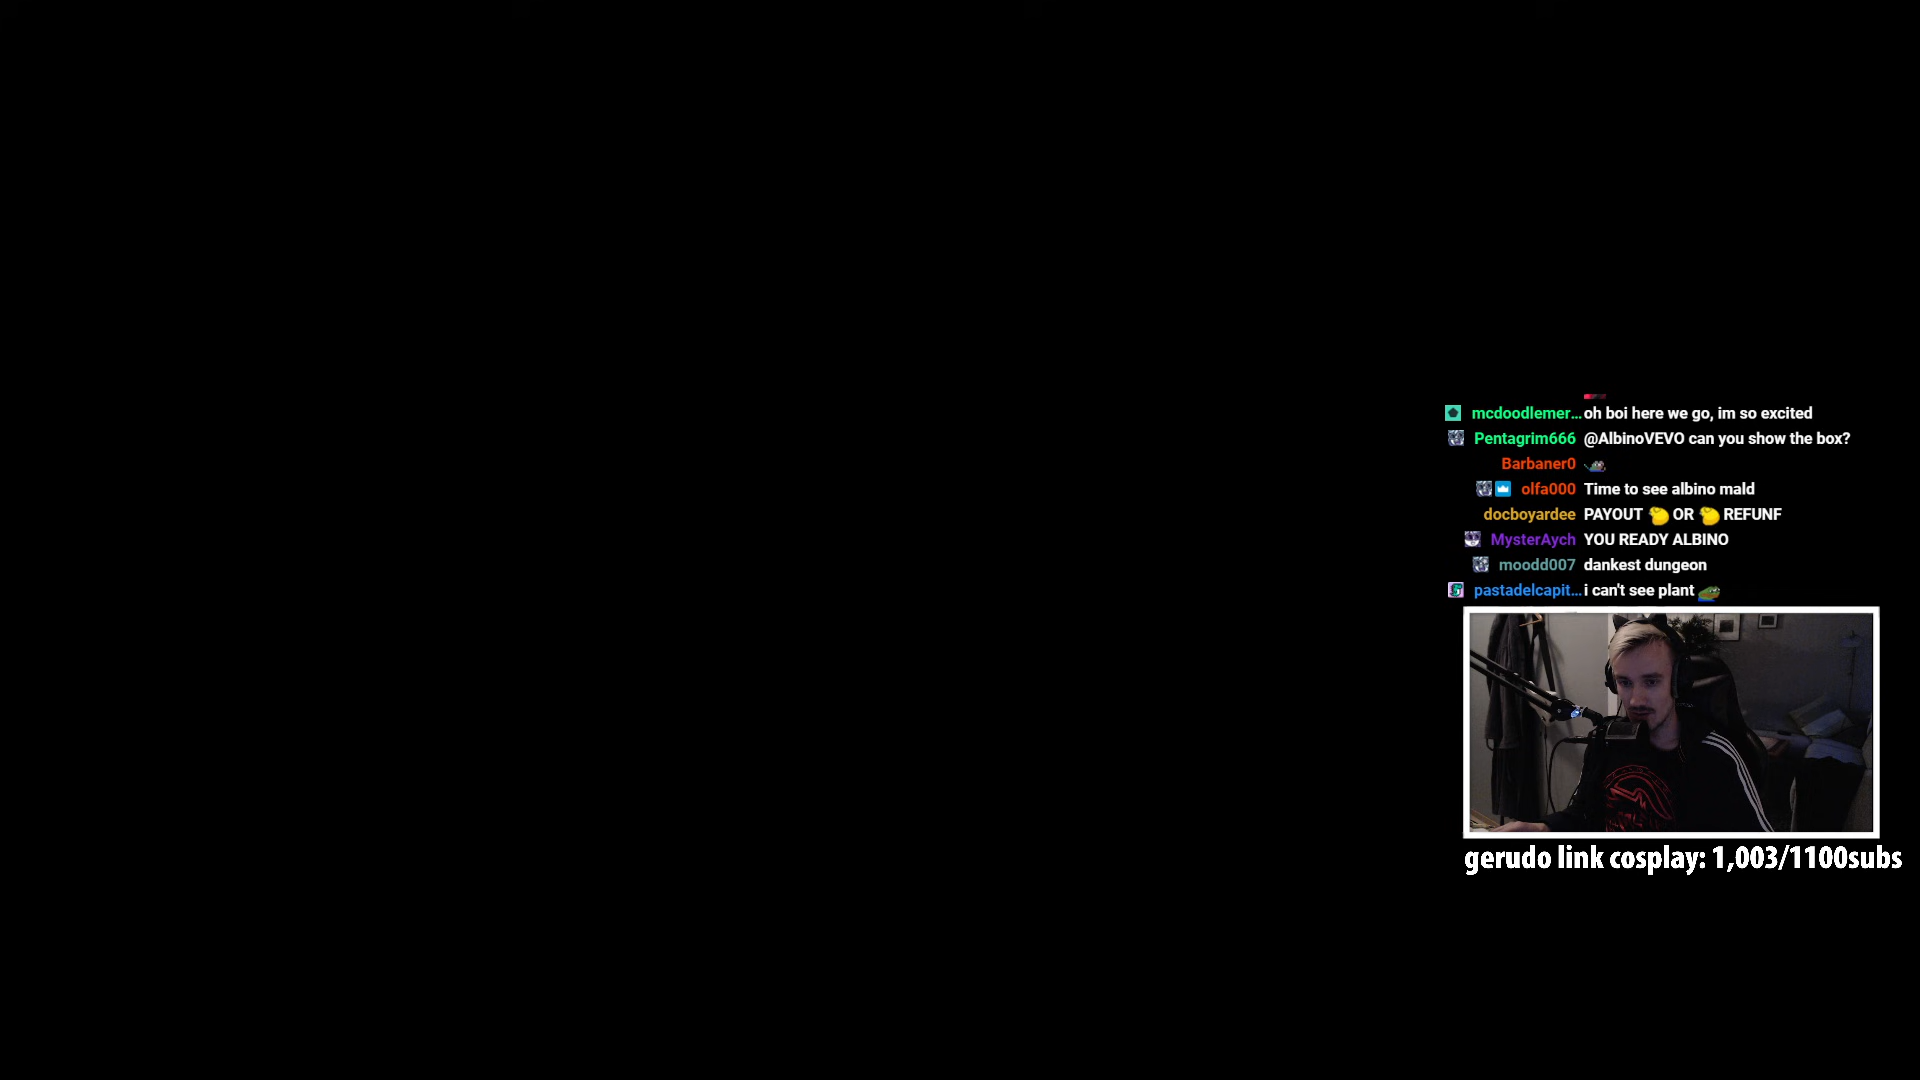 mcdoodlemer... oh boi here we go, im so excited
Pentagrim666 @AlbinoVEVO can you show the box?
Barbaner0
olfa000 Time to see albino mald
docboyardee PAYOUT OR REFUNF
MysterAych YOU READY ALBINO
moodd007 dankest dungeon
pastadelcapit... i can't see plant
gerudo link cosplay: 1,003/1100subs